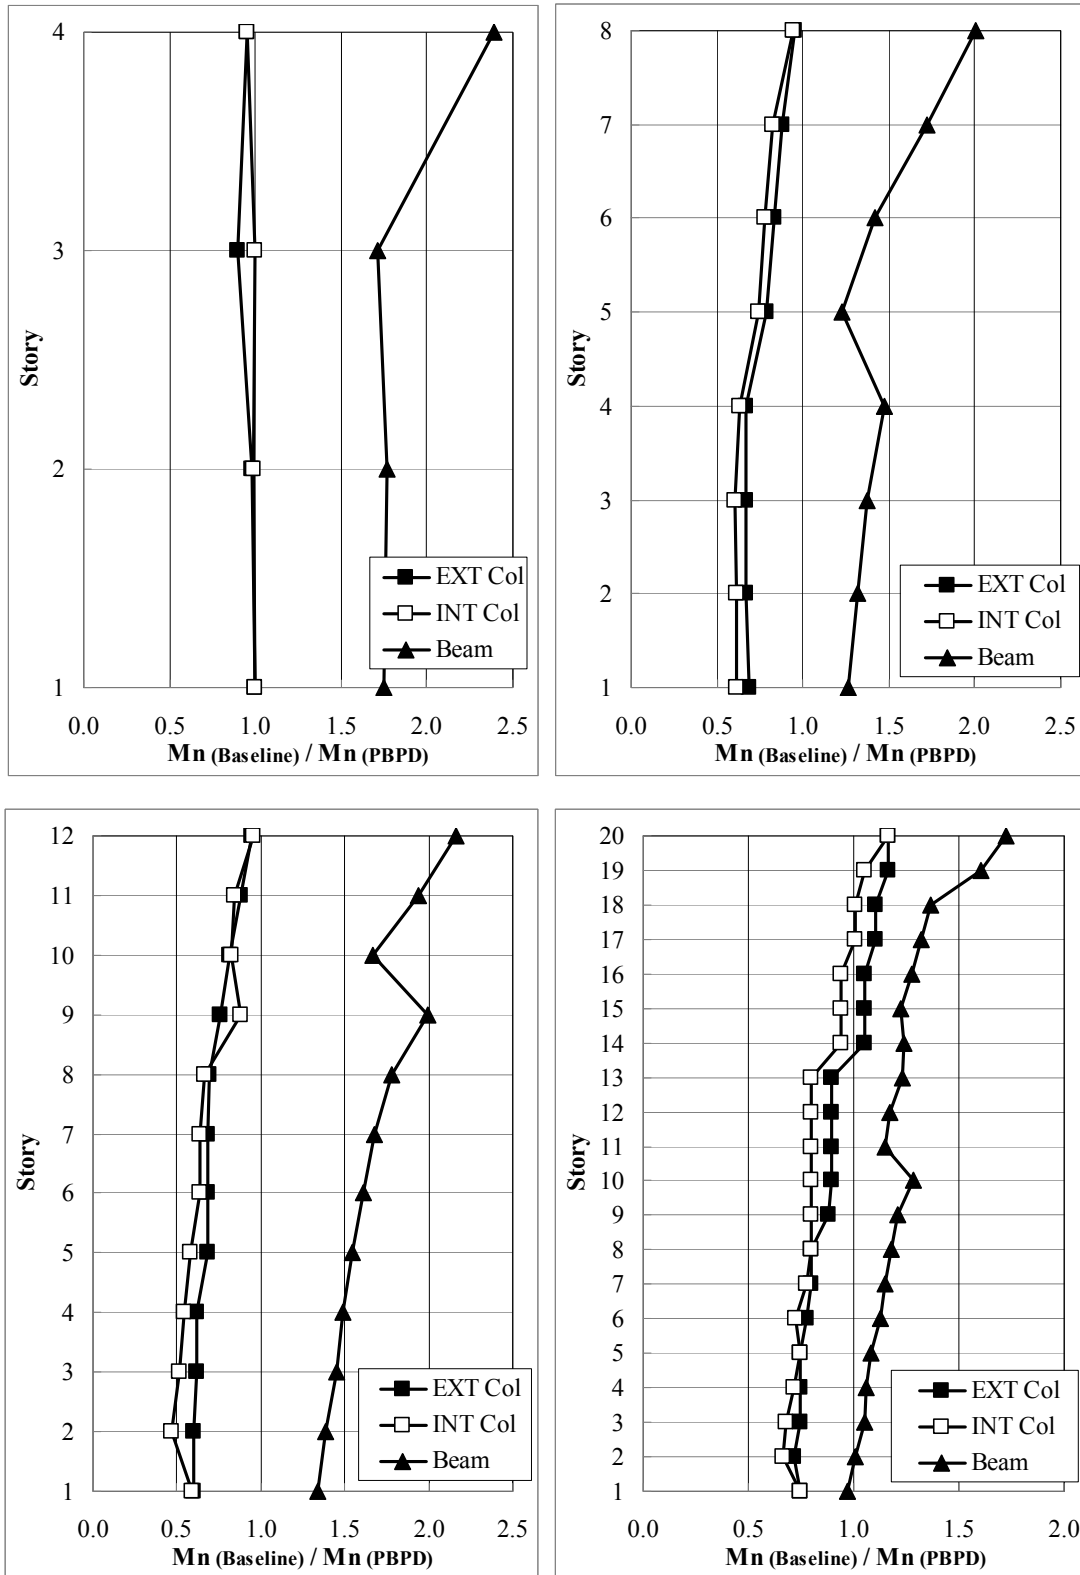 4
3
2
1
Story
EXT Col
INT Col
Beam
0.0 0.5 1.0 1.5 2.0 2.5
Mn (Baseline) / Mn (PBPD)
8
7
6
5
4
3
2
1
Story
EXT Col
INT Col
Beam
0.0 0.5 1.0 1.5 2.0 2.5
Mn (Baseline) / Mn (PBPD)
12
11
10
9
8
7
6
5
4
3
2
1
Story
EXT Col
INT Col
Beam
0.0 0.5 1.0 1.5 2.0 2.5
Mn (Baseline) / Mn (PBPD)
20
19
18
17
16
15
14
13
12
11
10
9
8
7
6
5
4
3
2
1
Story
EXT Col
INT Col
Beam
0.0 0.5 1.0 1.5 2.0
Mn (Baseline) / Mn (PBPD)